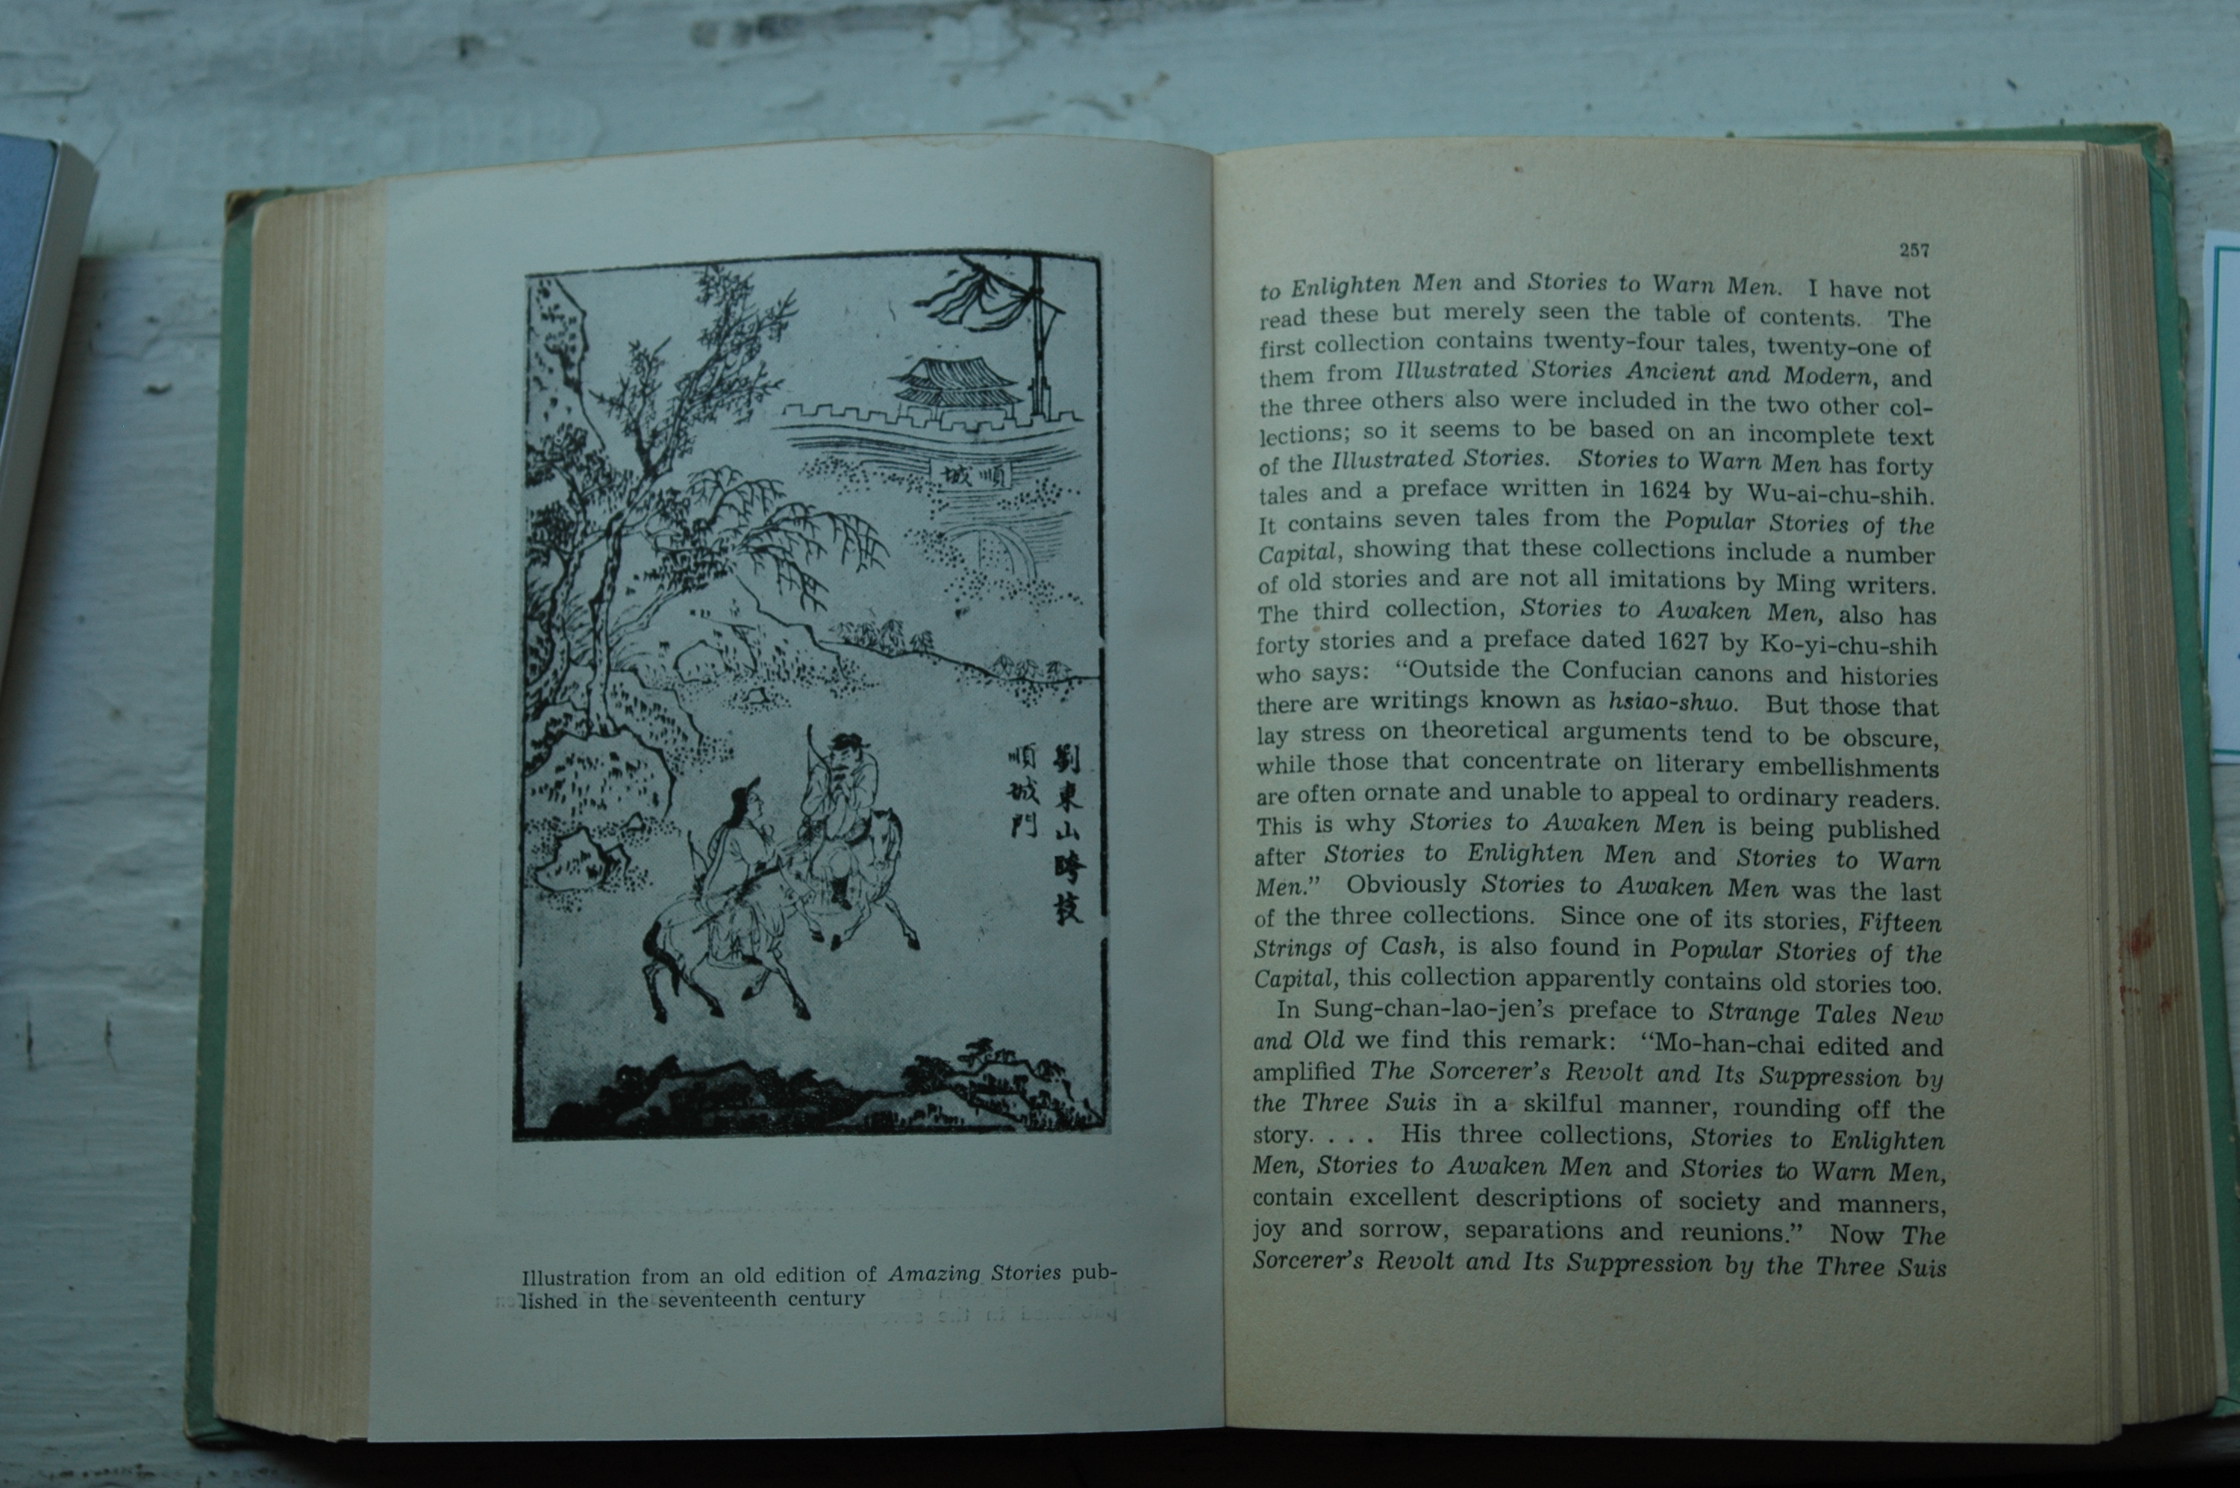 城順
劉東山跨技
順城門
Illustration from an old edition of Amazing Stories pub-
lished in the seventeenth century
257
to Enlighten Men and Stories to Warn Men. I have not
read these but merely seen the table of contents. The
first collection contains twenty-four tales, twenty-one of
them from Illustrated Stories Ancient and Modern, and
the three others also were included in the two other col-
lections; so it seems to be based on an incomplete text
of the Illustrated Stories. Stories to Warn Men has forty
tales and a preface written in 1624 by Wu-ai-chu-shih.
It contains seven tales from the Popular Stories of the
Capital, showing that these collections include a number
of old stories and are not all imitations by Ming writers.
The third collection, Stories to Awaken Men, also has
forty stories and a preface dated 1627 by Ko-yi-chu-shih
who says: “Outside the Confucian canons and histories
there are writings known as hsiao-shuo. But those that
lay stress on theoretical arguments tend to be obscure,
while those that concentrate on literary embellishments
are often ornate and unable to appeal to ordinary readers.
This is why Stories to Awaken Men is being published
after Stories to Enlighten Men and Stories to Warn
Men.” Obviously Stories to Awaken Men was the last
of the three collections. Since one of its stories, Fifteen
Strings of Cash, is also found in Popular Stories of the
Capital, this collection apparently contains old stories too.
In Sung-chan-lao-jen’s preface to Strange Tales New
and Old we find this remark: “Mo-han-chai edited and
amplified The Sorcerer’s Revolt and Its Suppression by
the Three Suis in a skilful manner, rounding off the
story. . . . His three collections, Stories to Enlighten
Men, Stories to Awaken Men and Stories to Warn Men,
contain excellent descriptions of society and manners,
joy and sorrow, separations and reunions.” Now The
Sorcerer’s Revolt and Its Suppression by the Three Suis